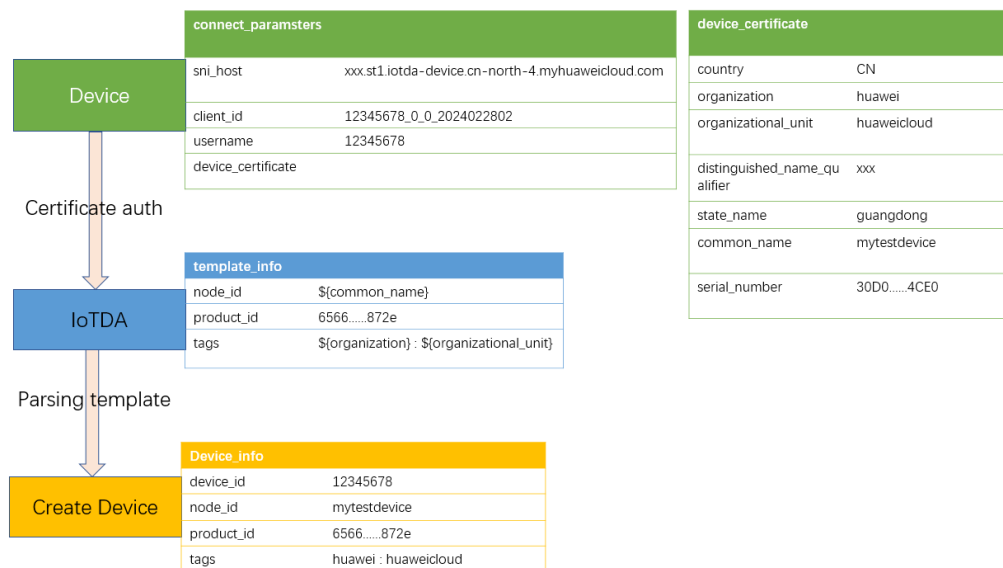 connect_paramsters
sni_host xxx.st1.iotda-device.cn-north-4.myhuaweicloud.com
client_id 12345678_0_0_2024022802
username 12345678
device_certificate
device_certificate
country CN
organization huawei
organizational_unit huaweicloud
distinguished_name_qu xxx
alifier
state_name guangdong
common_name mytestdevice
serial_number 30D0......4CE0
Device
Certificate auth
IoTDA
template_info
node_id ${common_name}
product_id 6566......872e
tags ${organization} : ${organizational_unit}
Parsing template
Create Device
Device_info
device_id 12345678
node_id mytestdevice
product_id 6566......872e
tags huawei : huaweicloud